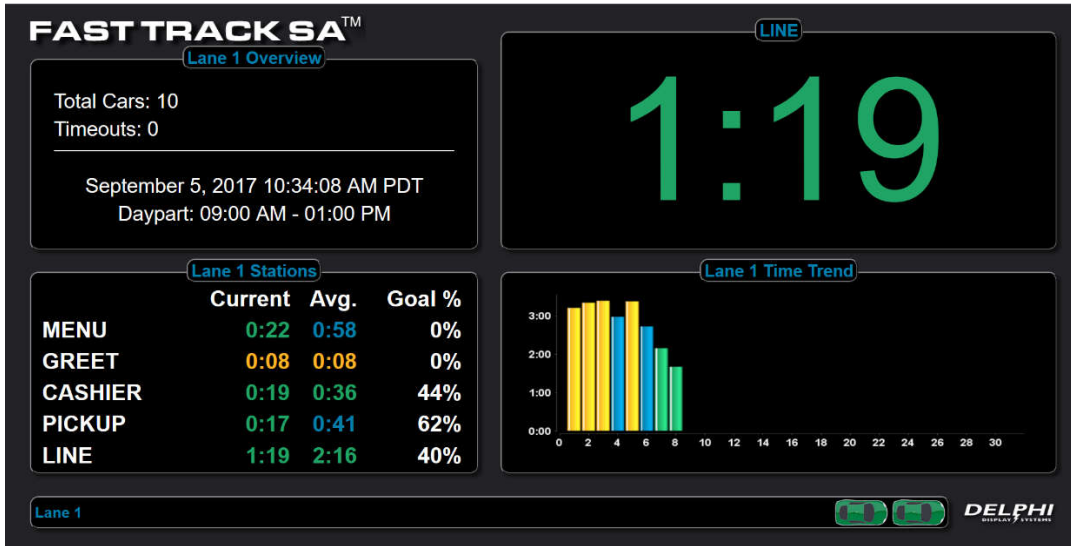 FAST TRACK SA™
Lane 1 Overview
Total Cars: 10
Timeouts: 0
September 5, 2017 10:34:08 AM PDT
Daypart: 09:00 AM - 01:00 PM
LINE
1:19
Lane 1 Stations
Current Avg. Goal %
MENU 0:22 0:58 0%
GREET 0:08 0:08 0%
CASHIER 0:19 0:36 44%
PICKUP 0:17 0:41 62%
LINE 1:19 2:16 40%
Lane 1 Time Trend
3:00
2:00
1:00
0:00
0 2 4 6 8 10 12 14 16 18 20 22 24 26 28 30
Lane 1
DELPHI
DISPLAY SYSTEMS